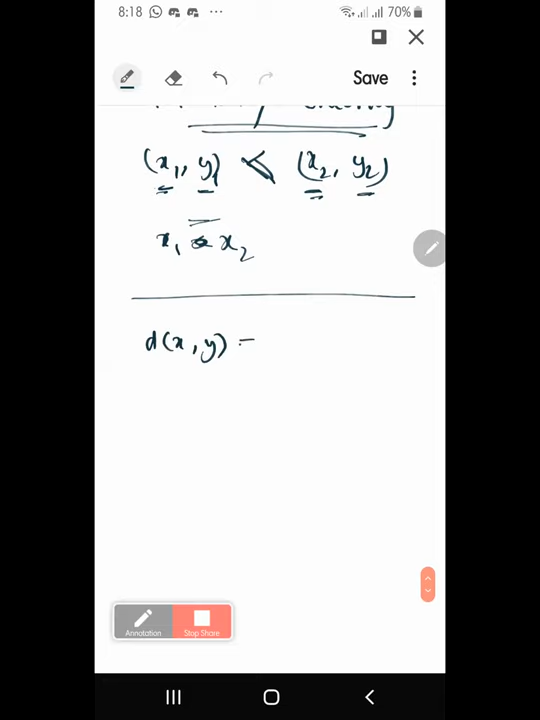 8:18 70%
Save
(x₁, y₁) < (x₂, y₂)
x₁ x₂
d(x, y) =
Annotation Stop Share